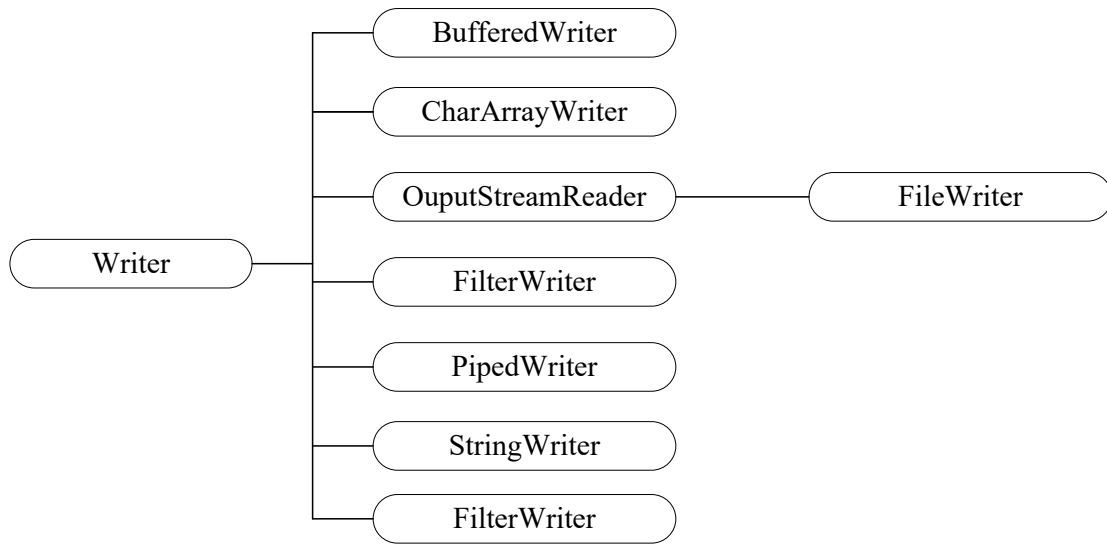 BufferedWriter
CharArrayWriter
OuputStreamReader
FileWriter
Writer
FilterWriter
PipedWriter
StringWriter
FilterWriter